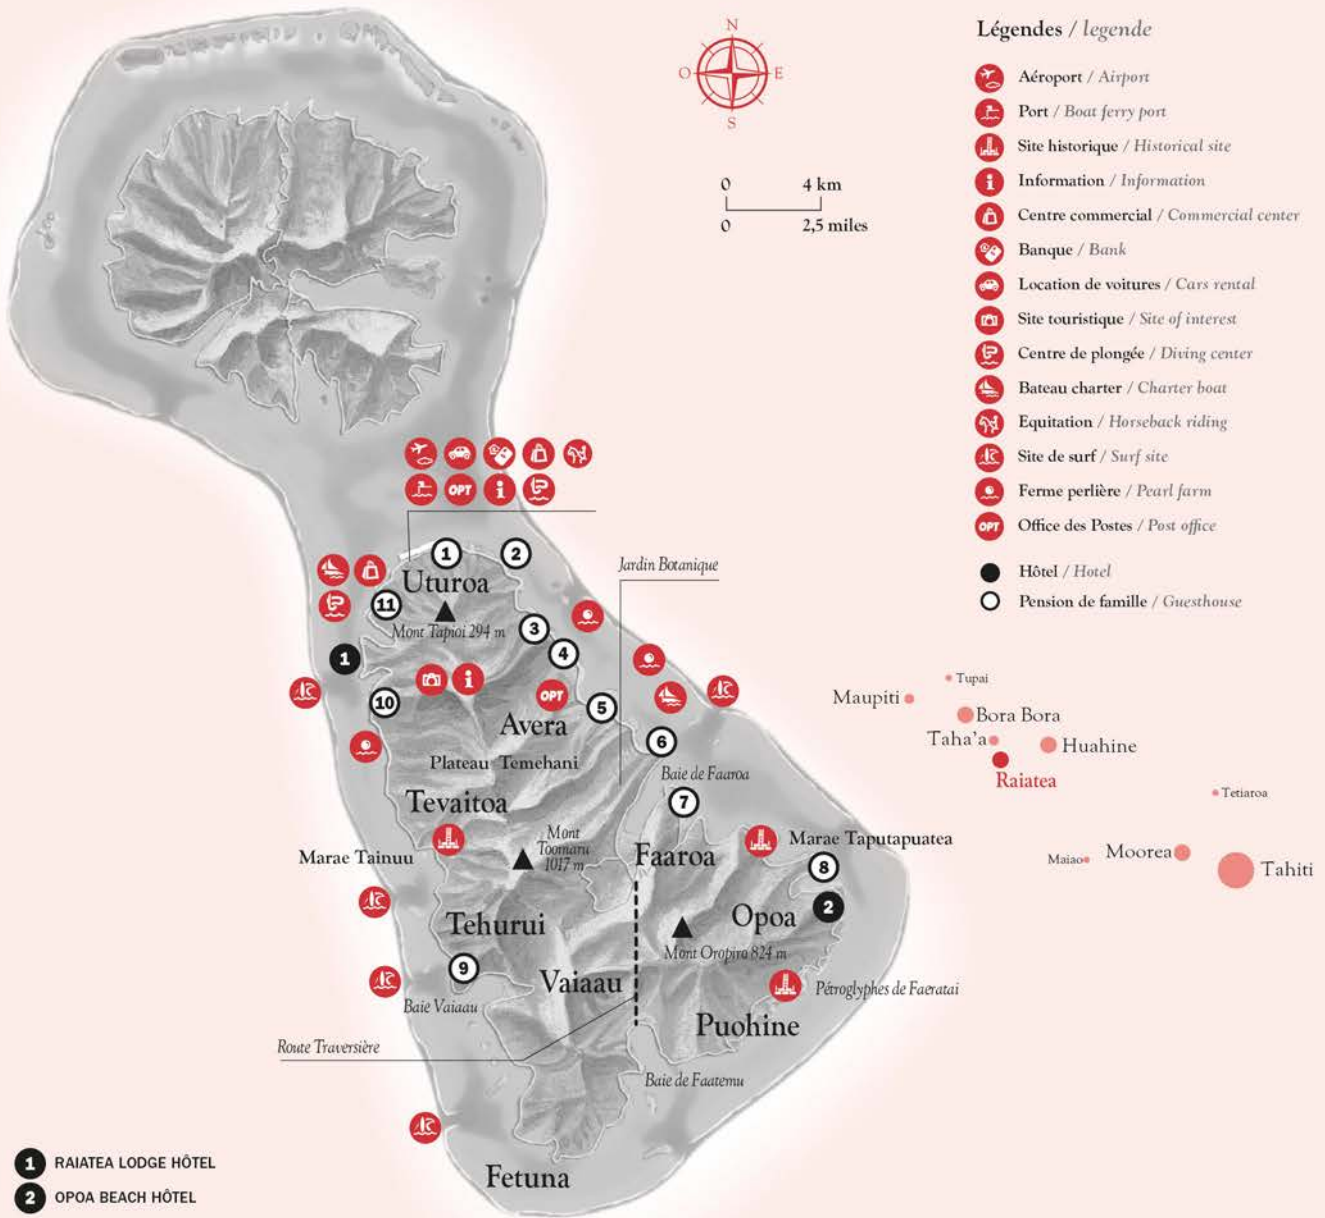 N
O E
S
0 4 km
0 2,5 miles
Légendes / legende
Aéroport / Airport
Port / Boat ferry port
Site historique / Historical site
i Information / Information
Centre commercial / Commercial center
Banque / Bank
Location de voitures / Cars rental
Site touristique / Site of interest
Centre de plongée / Diving center
Bateau charter / Charter boat
Equitation / Horseback riding
Site de surf / Surf site
Ferme perlière / Pearl farm
OPT Office des Postes / Post office
Hôtel / Hotel
Pension de famille / Guesthouse
OPT i
1 2
Jardin Botanique
Uturoa
11
Mont Tapioi 294 m
3
4
1
i
10
OPT
5
Avera
6
Plateau Temehani
Baie de Faaroa
Tevaitoa
7
Mont
Toomaru
1017 m
Marae Tainuu
Faaroa
Marae Taputapuatea
8
Tehurui
Opoa
2
Mont Oropiro 824 m
9
Vaiaau
Pétroglyphes de Faeratai
Baie Vaiaau
Puohine
Route Traversière
Baie de Faatemu
Fetuna
Tupai
Maupiti
Bora Bora
Taha'a
Huahine
Raiatea
Tetiaroa
Maiao
Moorea
Tahiti
1 RAIATEA LODGE HÔTEL
2 OPOA BEACH HÔTEL